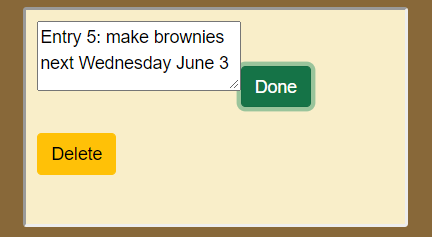 Entry 5: make brownies
next Wednesday June 3
Done
Delete